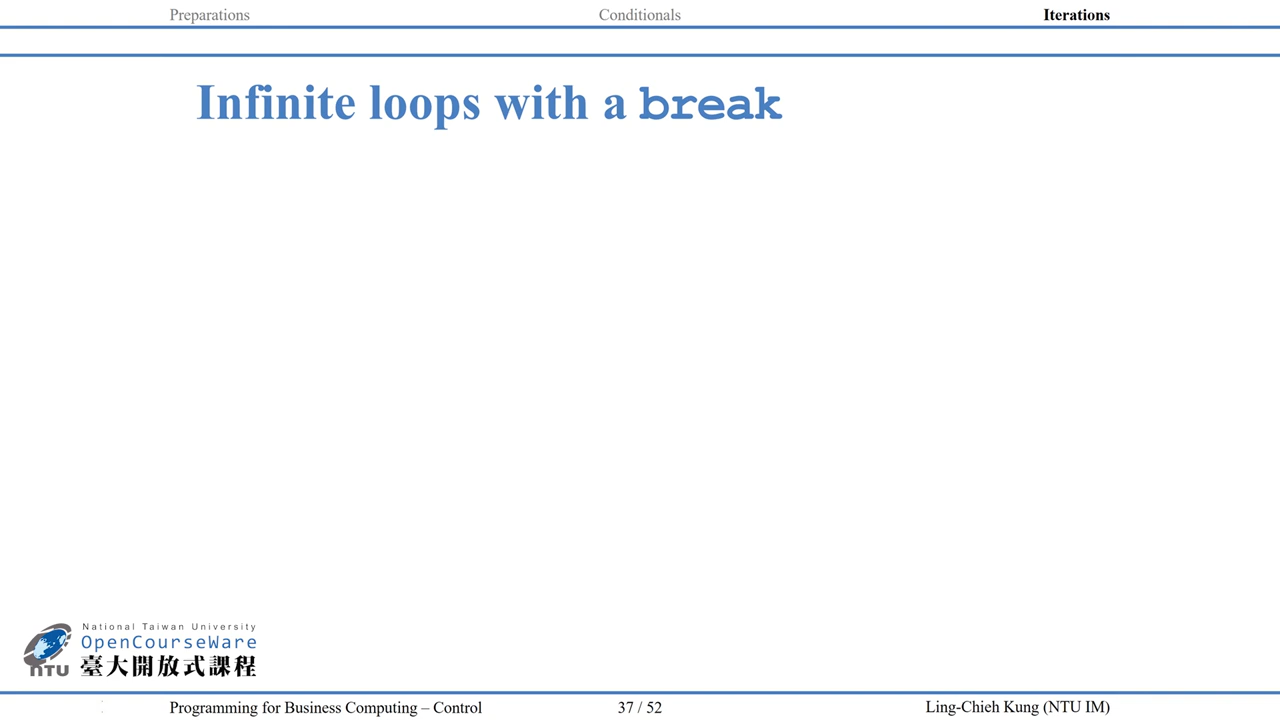 Preparations
Conditionals
Iterations
Infinite loops with a break
National Taiwan University
OpenCourseWare
nTU 臺大開放式課程
Programming for Business Computing – Control
37 / 52
Ling-Chieh Kung (NTU IM)